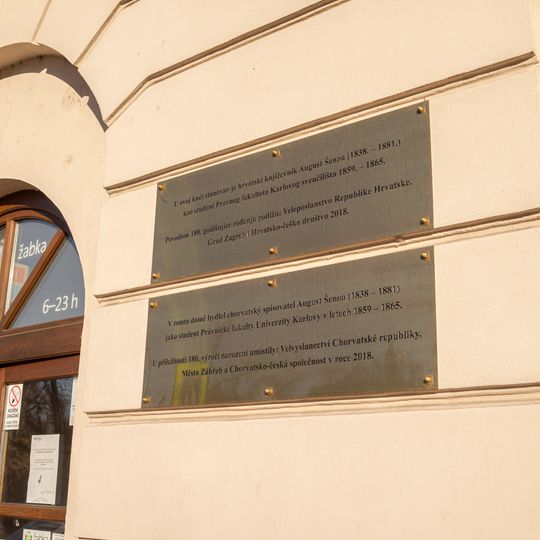 U ovoj kući stanovao je hrvatski književnik August Šenoa (1838. – 1881.)
kao student Pravnog fakulteta Karlovog sveučilišta 1859. – 1865.
Povodom 180. godišnjice rođenja podižu: Veleposlanstvo Republike Hrvatske,
Grad Zagreb i Hrvatsko-češko društvo 2018.
V tomto domě bydlel chorvatský spisovatel August Šenoa (1838 – 1881)
jako student Právnické fakulty Univerzity Karlovy v letech 1859 – 1865.
U příležitosti 180. výročí narození umístily: Velvyslanectví Chorvatské republiky,
Město Záhřeb a Chorvatsko-česká společnost v roce 2018.
žabka
6–23 h
4
žabka